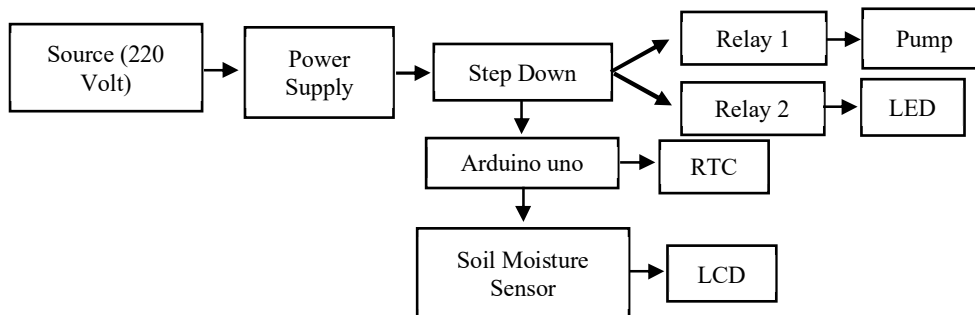 Source (220
Volt)
Power
Supply
Step Down
Relay 1
Pump
Relay 2
LED
Arduino uno
RTC
Soil Moisture
Sensor
LCD